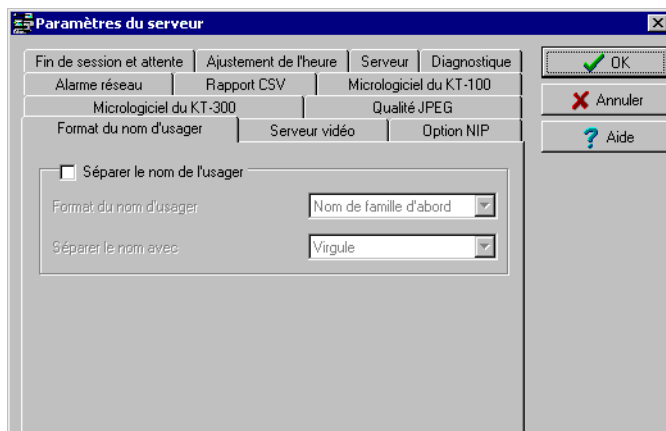 Paramètres du serveur
Fin de session et attente Ajustement de l'heure Serveur Diagnostique
Alarme réseau Rapport CSV Micrologiciel du KT-100
Micrologiciel du KT-300 Qualité JPEG
Format du nom d'usager Serveur vidéo Option NIP
Séparer le nom de l'usager
Format du nom d'usager Nom de famille d'abord
Séparer le nom avec Virgule
OK
Annuler
Aide